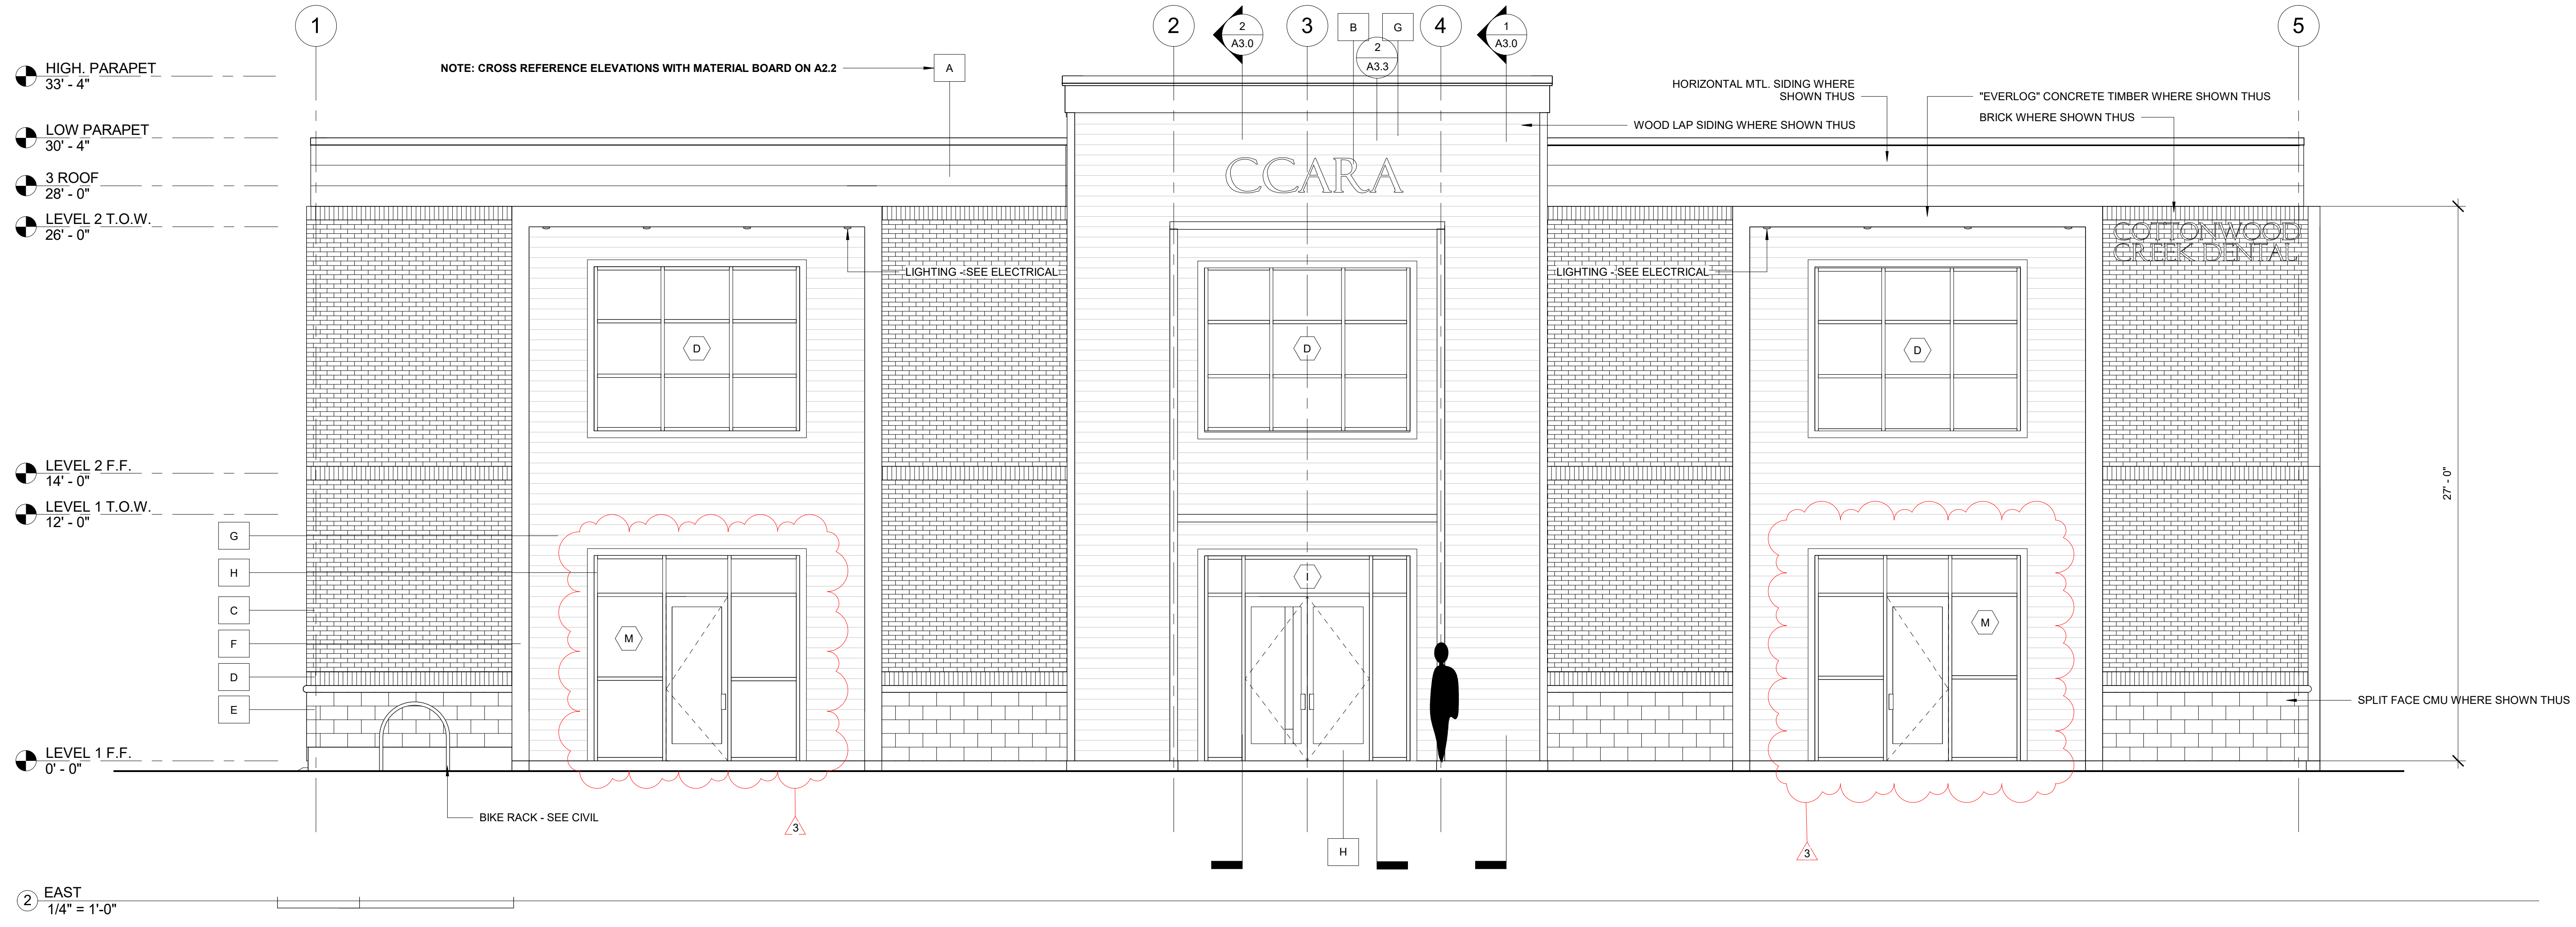 1
2
2
A3.0
3
B
G
2
A3.3
4
1
A3.0
5
HIGH. PARAPET
33' - 4"
NOTE: CROSS REFERENCE ELEVATIONS WITH MATERIAL BOARD ON A2.2
A
HORIZONTAL MTL. SIDING WHERE
SHOWN THUS
"EVERLOG" CONCRETE TIMBER WHERE SHOWN THUS
BRICK WHERE SHOWN THUS
WOOD LAP SIDING WHERE SHOWN THUS
LOW PARAPET
30' - 4"
3 ROOF
28' - 0"
CCARA
LEVEL 2 T.O.W.
26' - 0"
COTTONWOOD
CREEK DENTAL
LIGHTING - SEE ELECTRICAL
LIGHTING - SEE ELECTRICAL
D
D
D
LEVEL 2 F.F.
14' - 0"
27' - 0"
LEVEL 1 T.O.W.
12' - 0"
G
H
I
C
M
M
F
D
E
SPLIT FACE CMU WHERE SHOWN THUS
LEVEL 1 F.F.
0' - 0"
BIKE RACK - SEE CIVIL
3
H
3
2
EAST
1/4" = 1'-0"